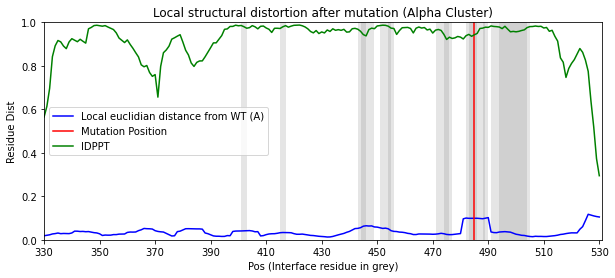 Local structural distortion after mutation (Alpha Cluster)
Residue Dist
1.0
0.8
0.6
0.4
0.2
0.0
Local euclidian distance from WT (A)
Mutation Position
IDPPT
330 350 370 390 410 430 450 470 490 510 530
Pos (Interface residue in grey)